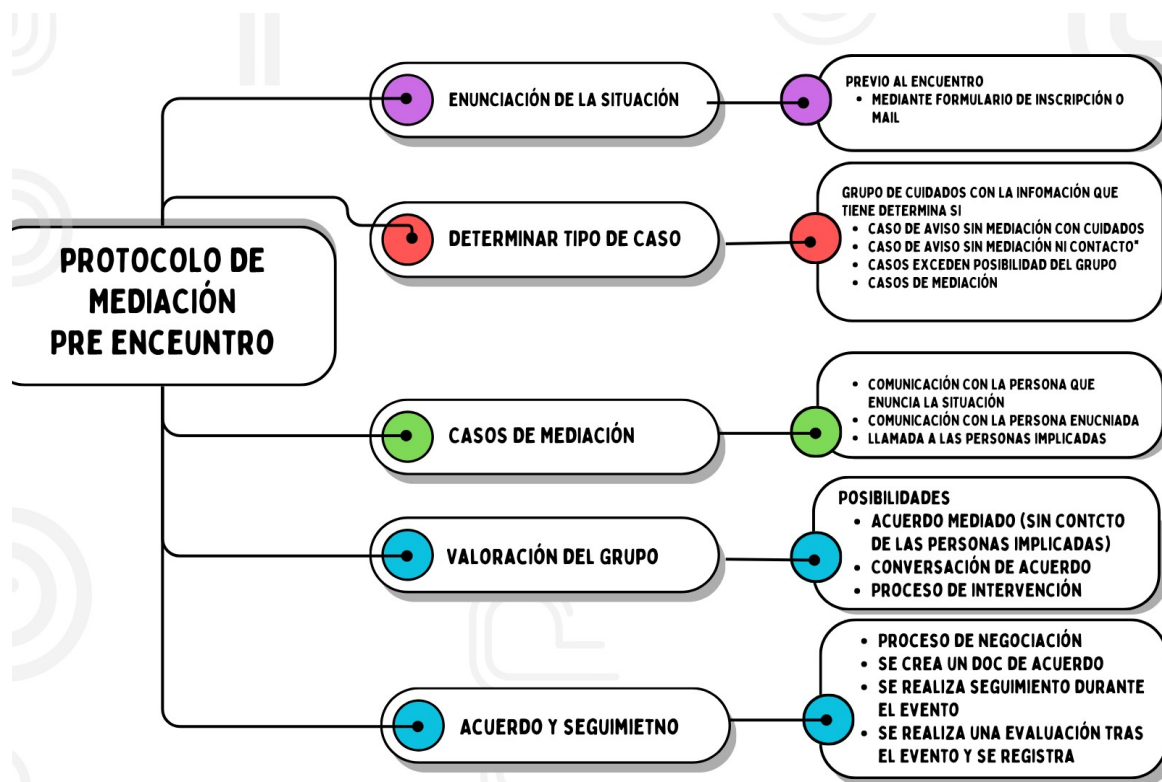 PROTOCOLO DE
MEDIACIÓN
PRE ENCEUNTRO
ENUNCIACIÓN DE LA SITUACIÓN
PREVIO AL ENCUENTRO
• MEDIANTE FORMULARIO DE INSCRIPCIÓN O
MAIL
DETERMINAR TIPO DE CASO
GRUPO DE CUIDADOS CON LA INFOMACIÓN QUE
TIENE DETERMINA SI
• CASO DE AVISO SIN MEDIACIÓN CON CUIDADOS
• CASO DE AVISO SIN MEDIACIÓN NI CONTACTO*
• CASOS EXCEDEN POSIBILIDAD DEL GRUPO
• CASOS DE MEDIACIÓN
CASOS DE MEDIACIÓN
• COMUNICACIÓN CON LA PERSONA QUE
ENUNCIA LA SITUACIÓN
• COMUNICACIÓN CON LA PERSONA ENUCNIADA
• LLAMADA A LAS PERSONAS IMPLICADAS
VALORACIÓN DEL GRUPO
POSIBILIDADES
• ACUERDO MEDIADO (SIN CONTCTO
DE LAS PERSONAS IMPLICADAS)
• CONVERSACIÓN DE ACUERDO
• PROCESO DE INTERVENCIÓN
ACUERDO Y SEGUIMIETNO
• PROCESO DE NEGOCIACIÓN
• SE CREA UN DOC DE ACUERDO
• SE REALIZA SEGUIMIENTO DURANTE
EL EVENTO
• SE REALIZA UNA EVALUACIÓN TRAS
EL EVENTO Y SE REGISTRA